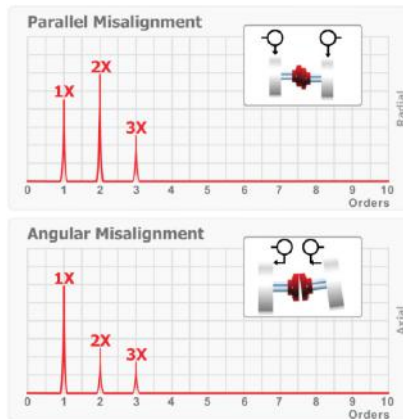 Parallel Misalignment
2X
1X
3X
Radial
0 1 2 3 4 5 6 7 8 9 10
Orders
Angular Misalignment
1X
2X
3X
Axial
0 1 2 3 4 5 6 7 8 9 10
Orders